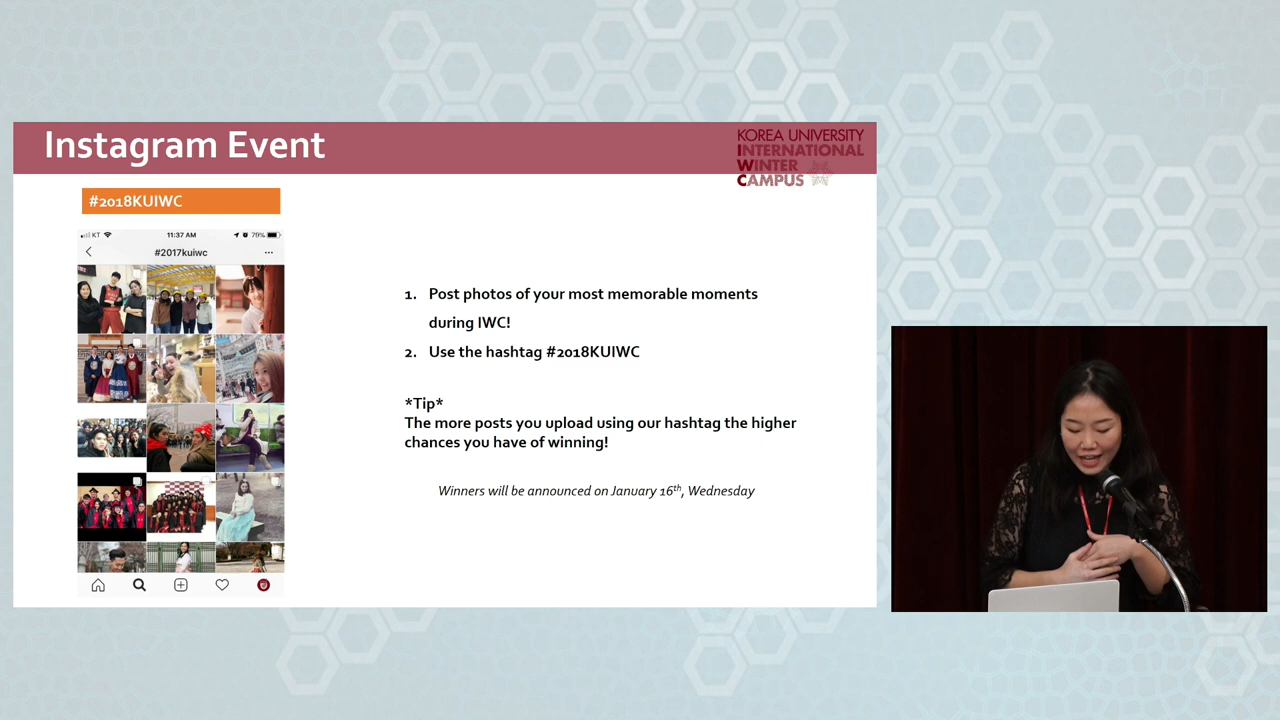 Instagram Event
KOREA UNIVERSITY
INTERNATIONAL
WINTER
CAMPUS
#2018KUIWC
KT
11:37 AM
70%
#2017kuiwc
1. Post photos of your most memorable moments
during IWC!
2. Use the hashtag #2018KUIWC
*Tip*
The more posts you upload using our hashtag the higher
chances you have of winning!
Winners will be announced on January 16th, Wednesday